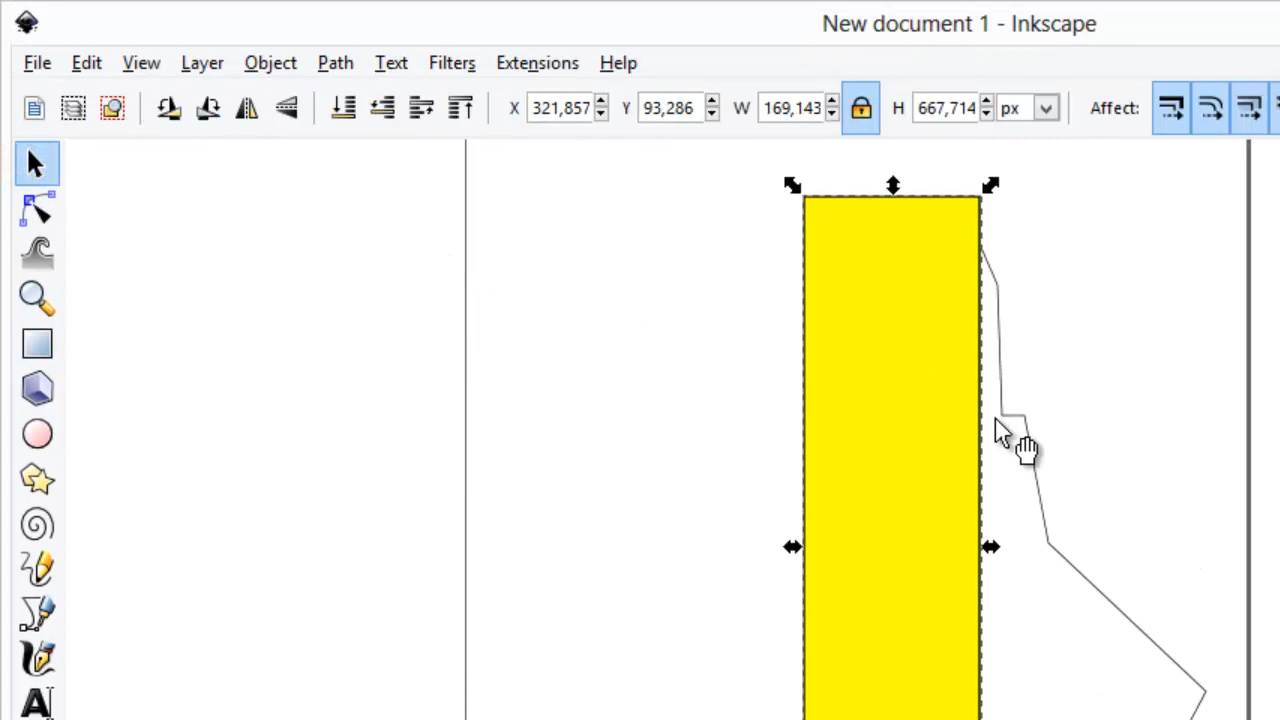 New document 1 - Inkscape
File Edit View Layer Object Path Text Filters Extensions Help
X 321,857 Y 93,286 W 169,143 H 667,714 px Affect: